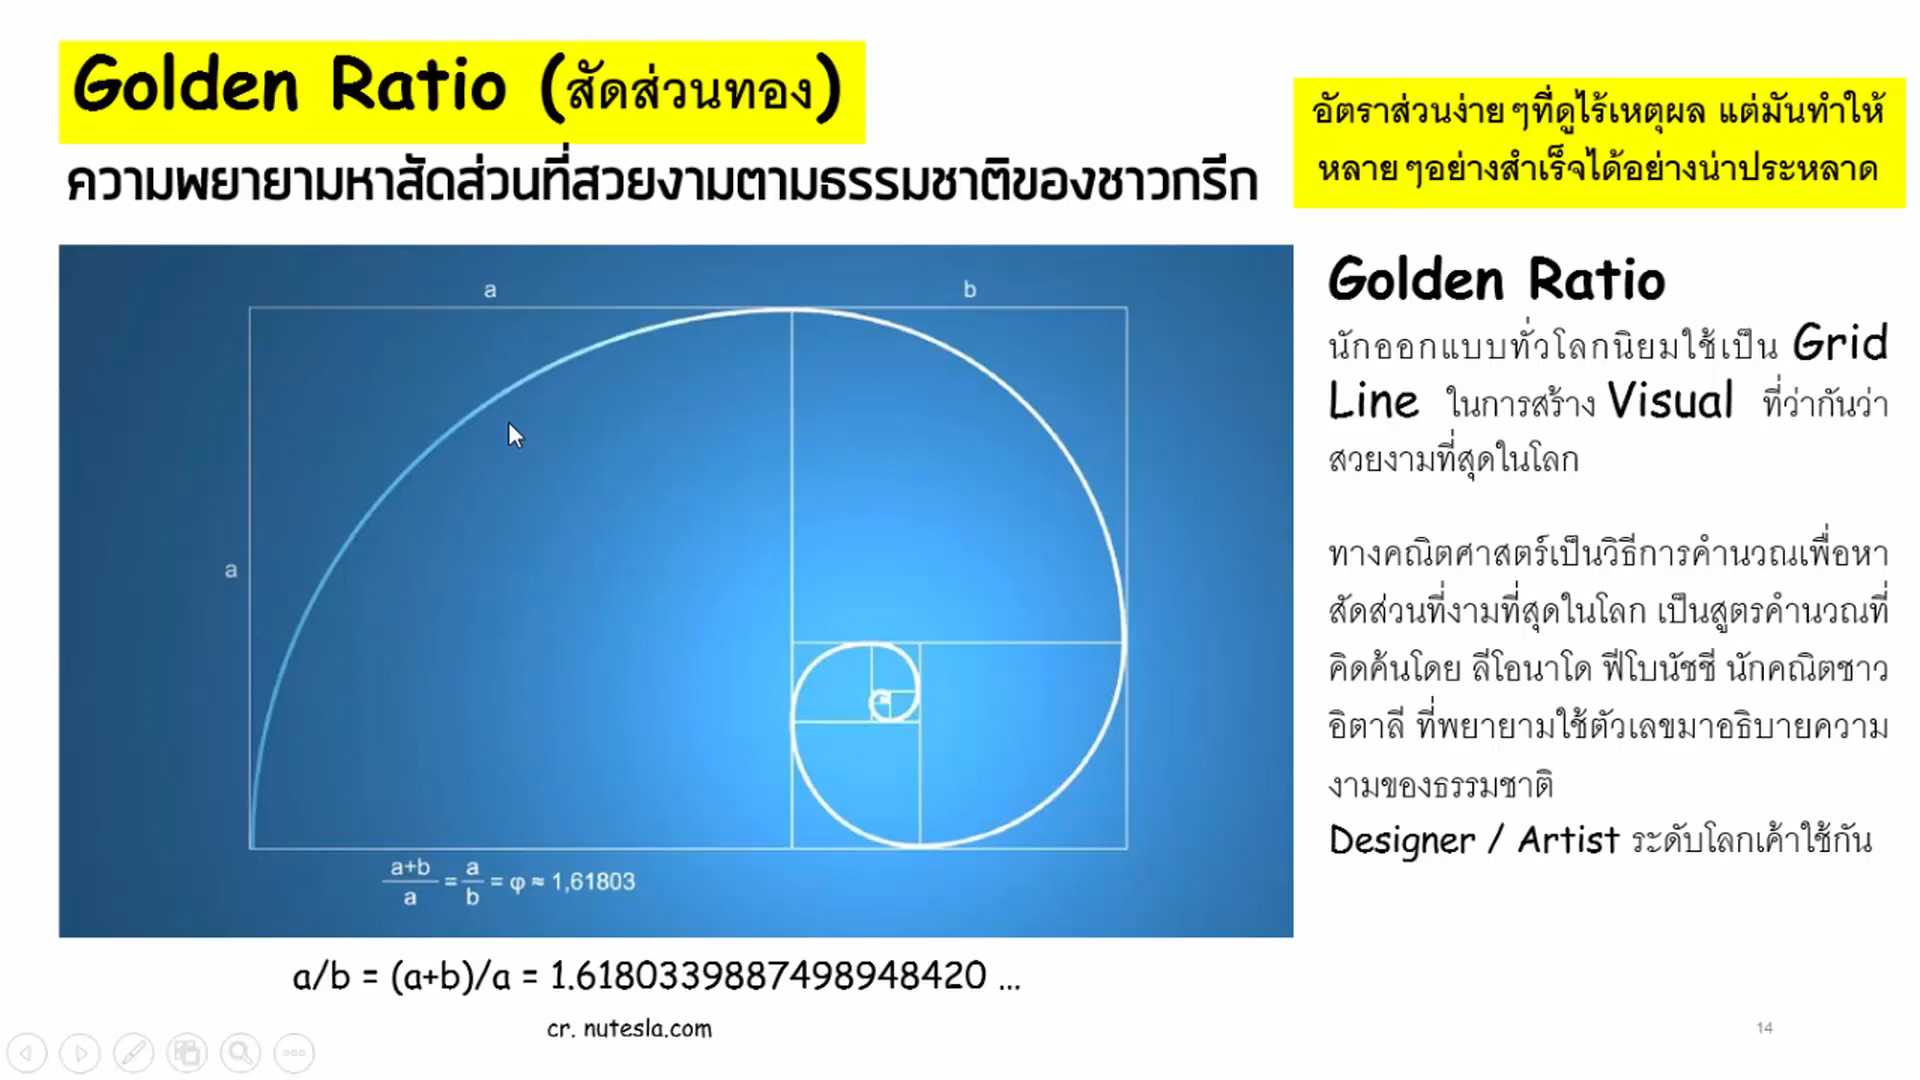 Golden Ratio (สัดส่วนทอง)
ความพยายามหาสัดส่วนที่สวยงามตามธรรมชาติของชาวกรีก
อัตราส่วนง่ายๆที่ดูไร้เหตุผล แต่มันทำให้
หลายๆอย่างสำเร็จได้อย่างน่าประหลาด
a
b
a
a+b/a = a/b = φ ≈ 1,61803
a/b = (a+b)/a = 1.6180339887498948420 ...
cr. nutesla.com
Golden Ratio
นักออกแบบทั่วโลกนิยมใช้เป็น Grid
Line ในการสร้าง Visual ที่ว่ากันว่า
สวยงามที่สุดในโลก
ทางคณิตศาสตร์เป็นวิธีการคำนวณเพื่อหา
สัดส่วนที่งามที่สุดในโลก เป็นสูตรคำนวณที่
คิดค้นโดย ลีโอนาโด ฟีโบนัชชี นักคณิตชาว
อิตาลี ที่พยายามใช้ตัวเลขมาอธิบายความ
งามของธรรมชาติ
Designer / Artist ระดับโลกเค้าใช้กัน
14